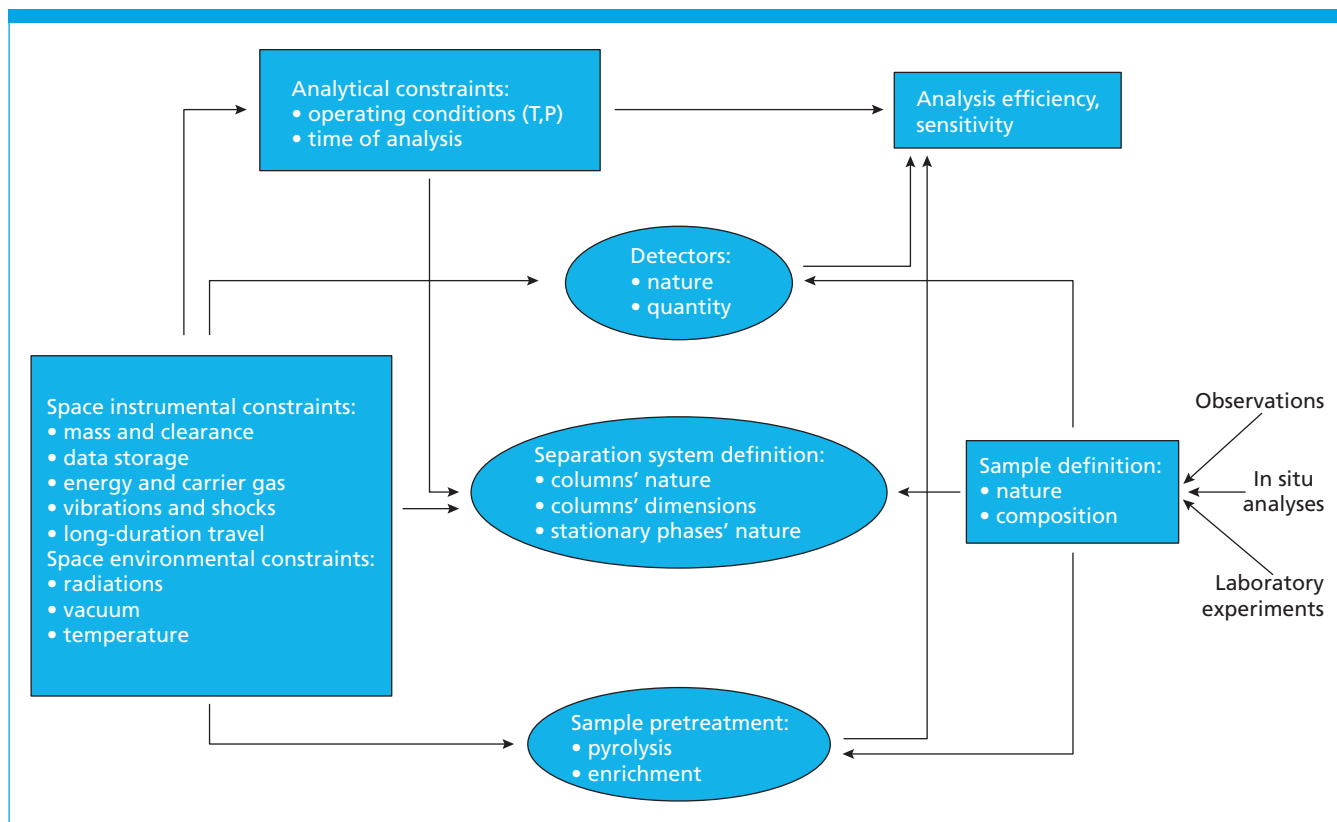 Analytical constraints:
• operating conditions (T,P)
• time of analysis
Analysis efficiency,
sensitivity
Detectors:
• nature
• quantity
Space instrumental constraints:
• mass and clearance
• data storage
• energy and carrier gas
• vibrations and shocks
• long-duration travel
Space environmental constraints:
• radiations
• vacuum
• temperature
Separation system definition:
• columns’ nature
• columns’ dimensions
• stationary phases’ nature
Sample definition:
• nature
• composition
Observations
In situ
analyses
Laboratory
experiments
Sample pretreatment:
• pyrolysis
• enrichment